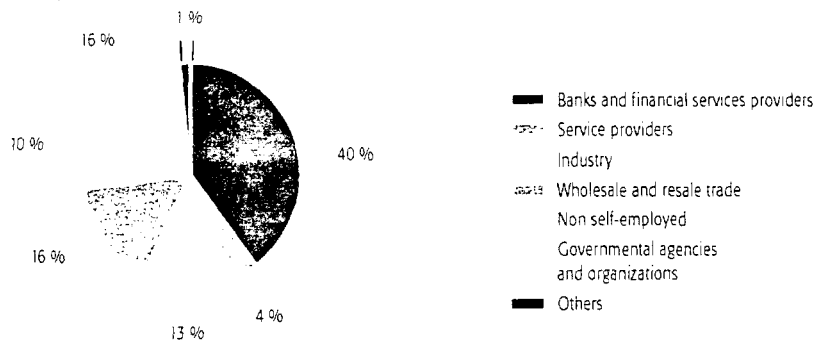 1 %
16 %
10 %
40 %
16 %
4 %
13 %
Banks and financial services providers
Service providers
Industry
Wholesale and resale trade
Non self-employed
Governmental agencies
and organizations
Others